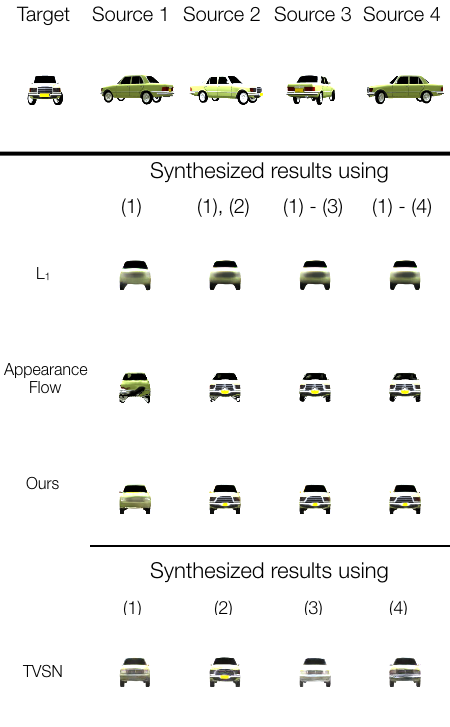 Target Source 1 Source 2 Source 3 Source 4
Synthesized results using
(1) (1), (2) (1) - (3) (1) - (4)
L₁
Appearance
Flow
Ours
Synthesized results using
(1) (2) (3) (4)
TVSN